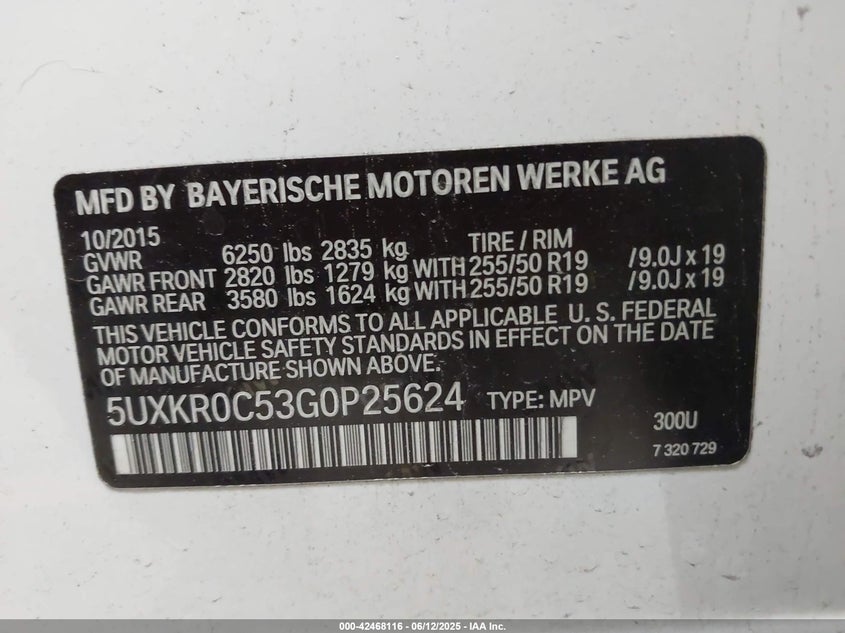 MFD BY BAYERISCHE MOTOREN WERKE AG
10/2015 TIRE / RIM
GVWR 6250 lbs 2835 kg
GAWR FRONT 2820 lbs 1279 kg WITH 255/50 R19 /9.0J x 19
GAWR REAR 3580 lbs 1624 kg WITH 255/50 R19 /9.0J x 19
THIS VEHICLE CONFORMS TO ALL APPLICABLE U. S. FEDERAL
MOTOR VEHICLE SAFETY STANDARDS IN EFFECT ON THE DATE
OF MANUFACTURE SHOWN ABOVE.
5UXKR0C53G0P25624 TYPE: MPV
300U
7 320 729
000-42468116 - 06/12/2025 - IAA Inc.